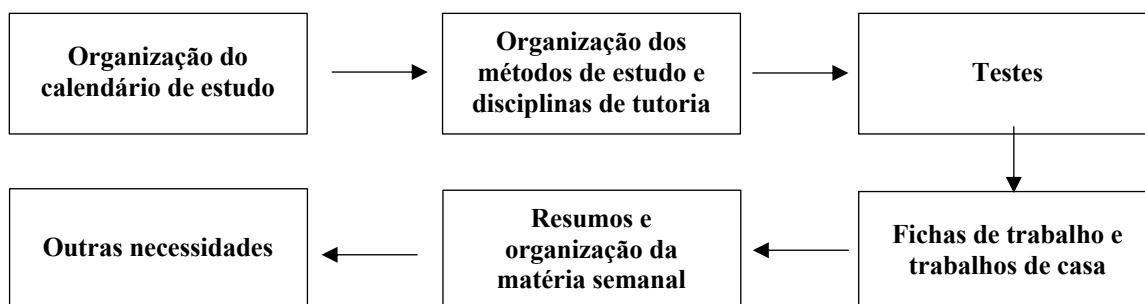 Organização do
calendário de estudo
Organização dos
métodos de estudo e
disciplinas de tutoria
Testes
Fichas de trabalho e
trabalhos de casa
Resumos e
organização da
matéria semanal
Outras necessidades